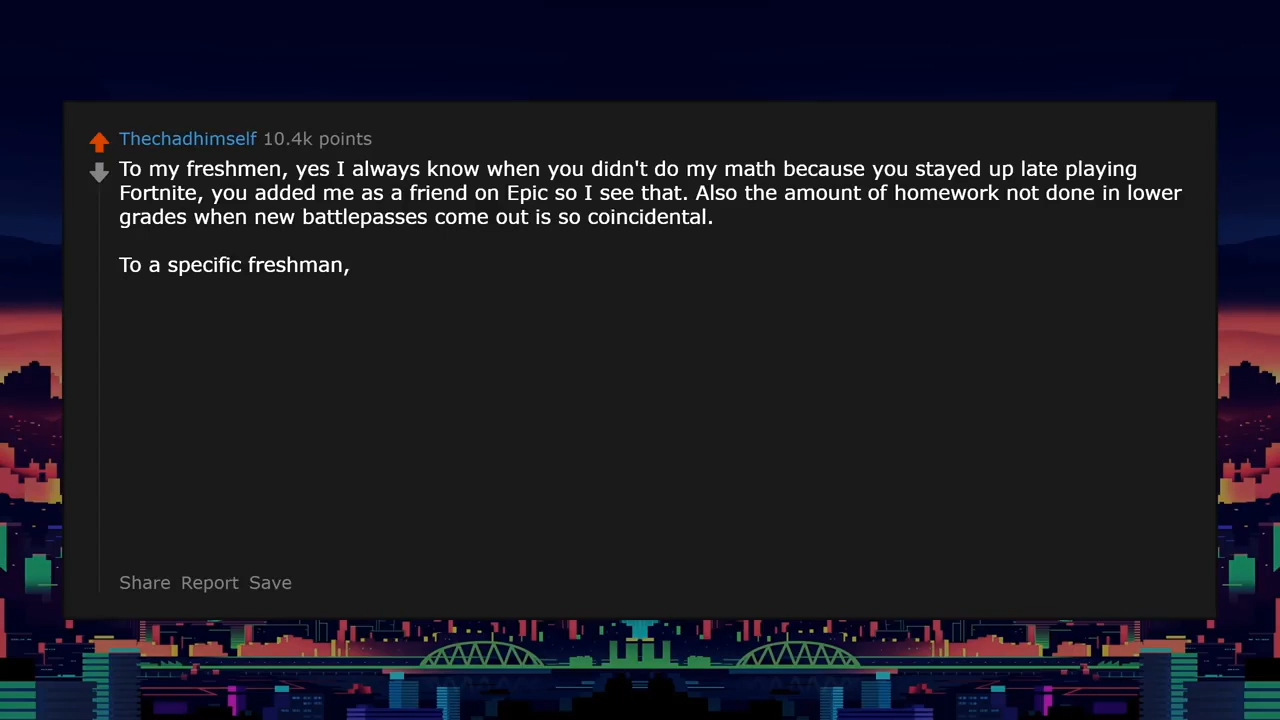 Thechadhimself 10.4k points
To my freshmen, yes I always know when you didn't do my math because you stayed up late playing
Fortnite, you added me as a friend on Epic so I see that. Also the amount of homework not done in lower
grades when new battlepasses come out is so coincidental.
To a specific freshman,
Share Report Save